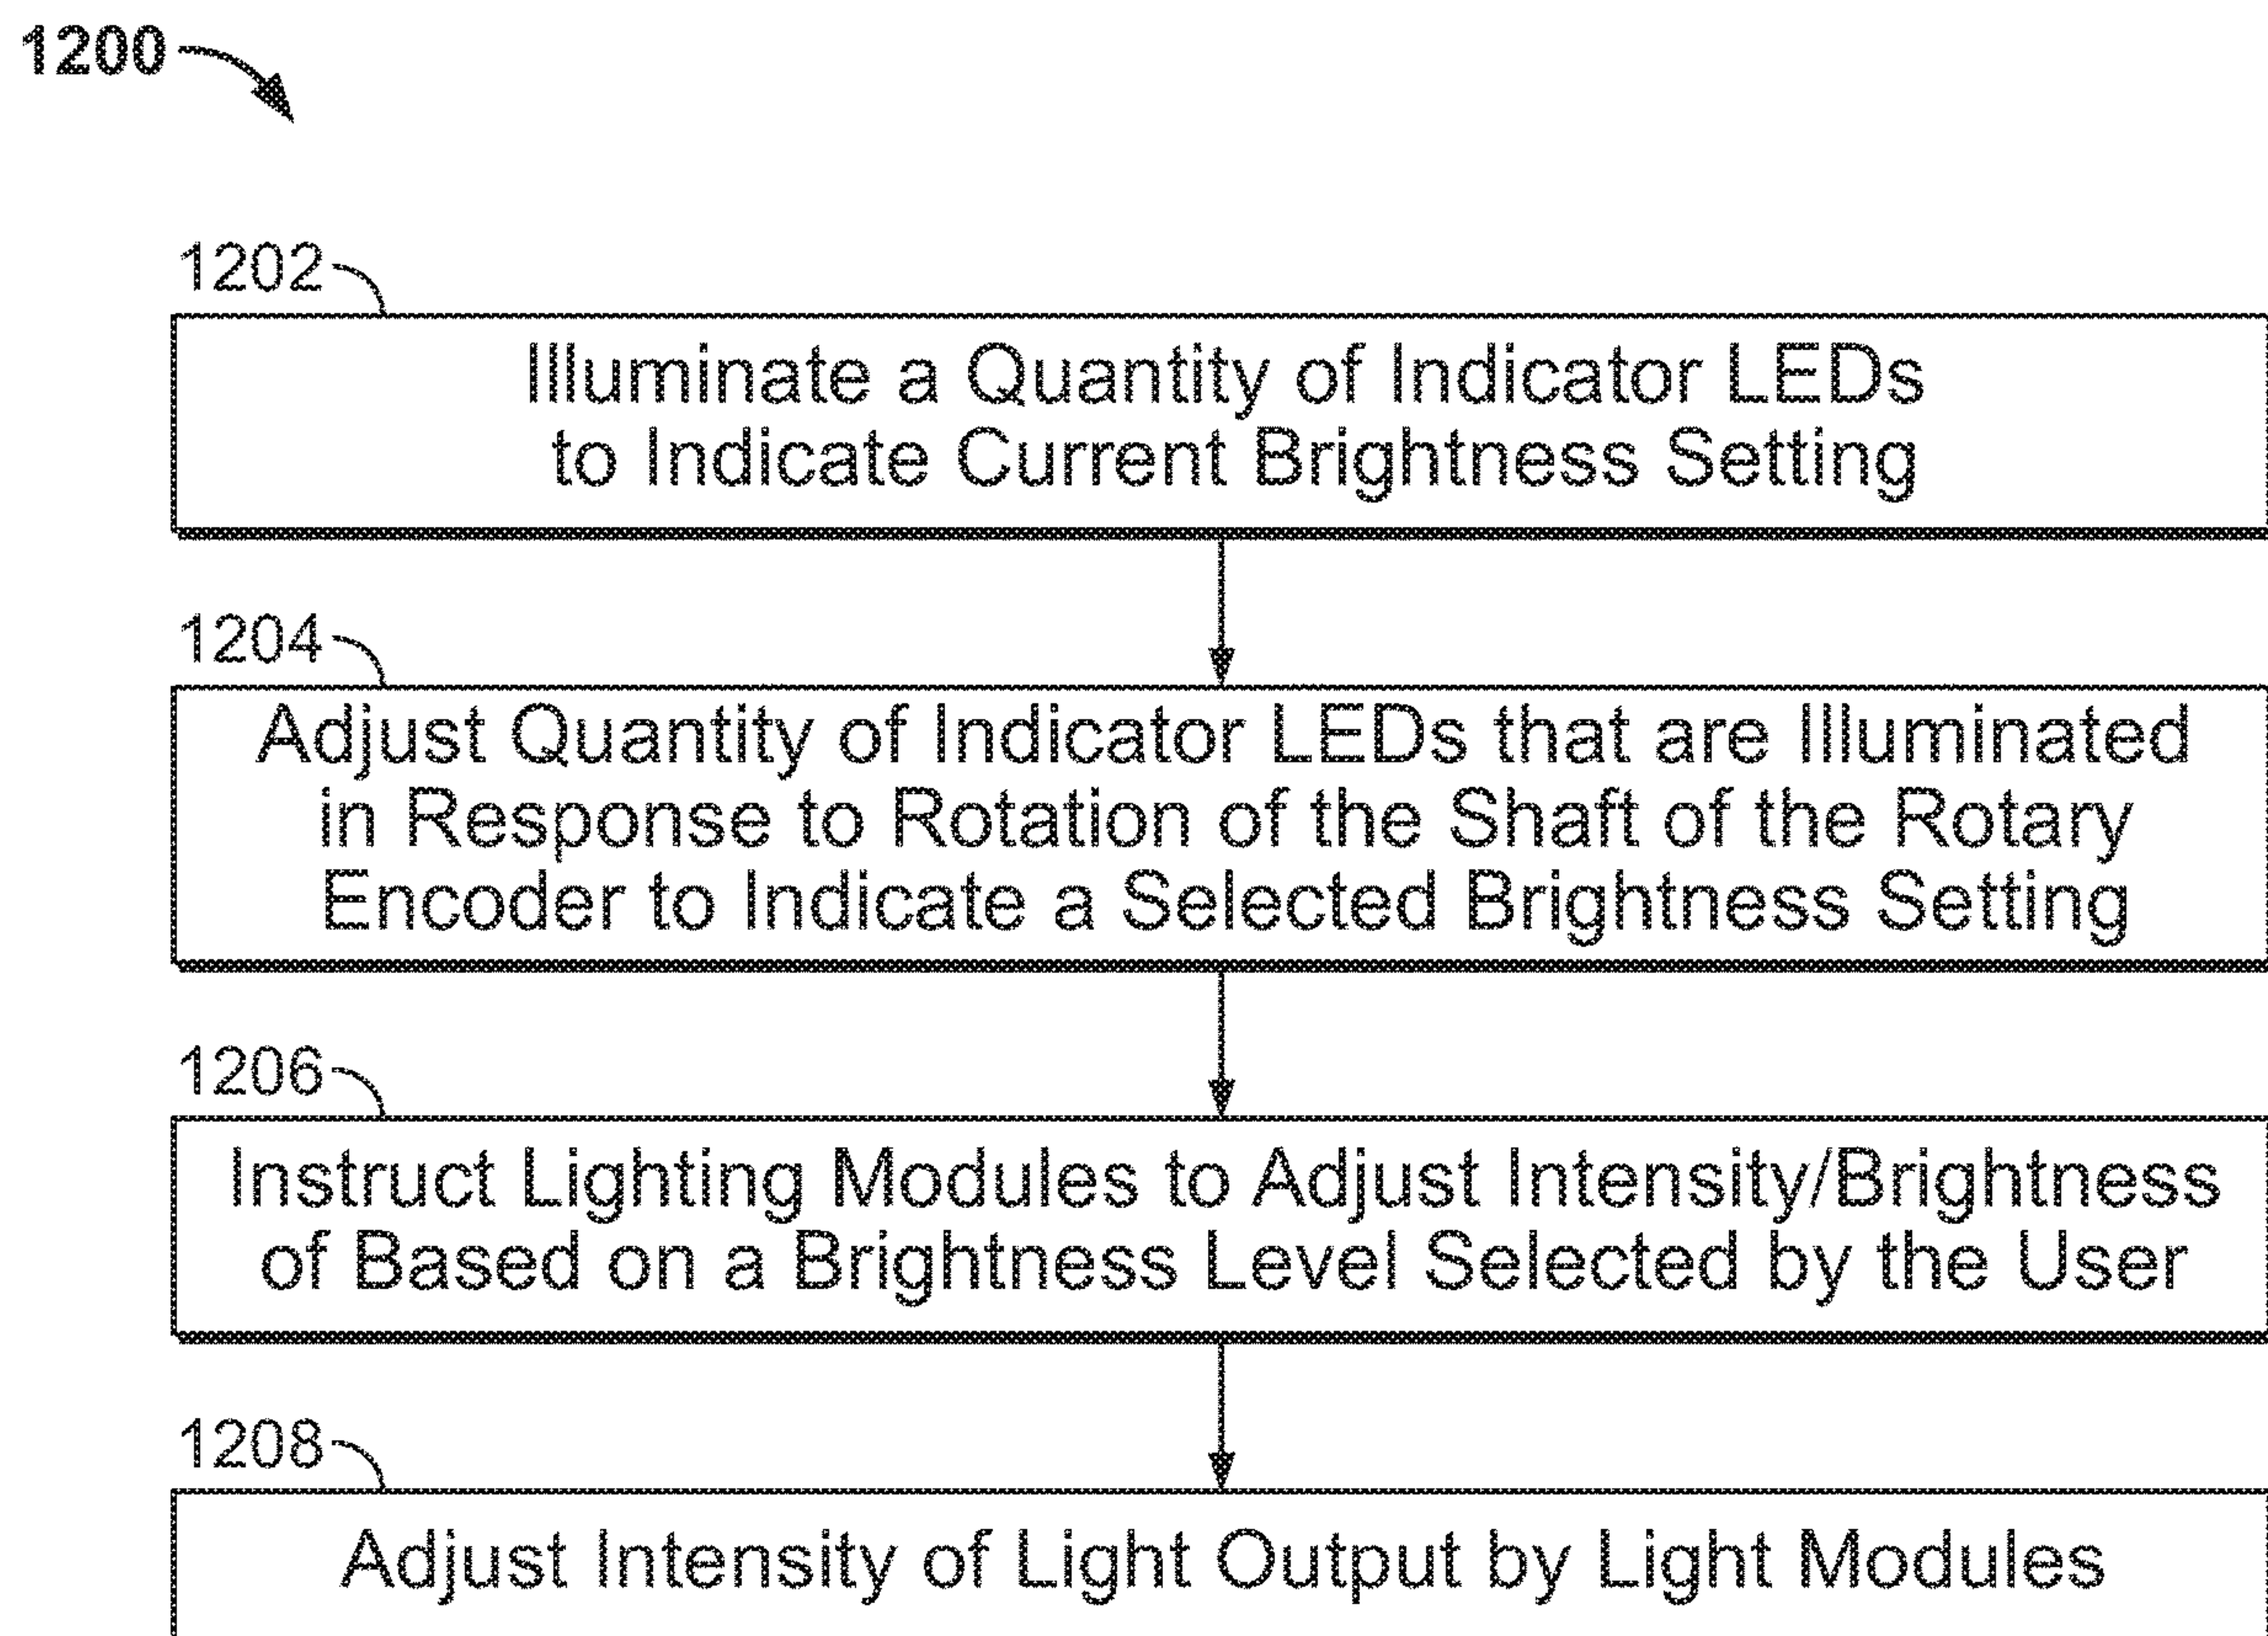 1200
1202
Illuminate a Quantity of Indicator LEDs
to Indicate Current Brightness Setting
1204
Adjust Quantity of Indicator LEDs that are Illuminated
in Response to Rotation of the Shaft of the Rotary
Encoder to Indicate a Selected Brightness Setting
1206
Instruct Lighting Modules to Adjust Intensity/Brightness
of Based on a Brightness Level Selected by the User
1208
Adjust Intensity of Light Output by Light Modules